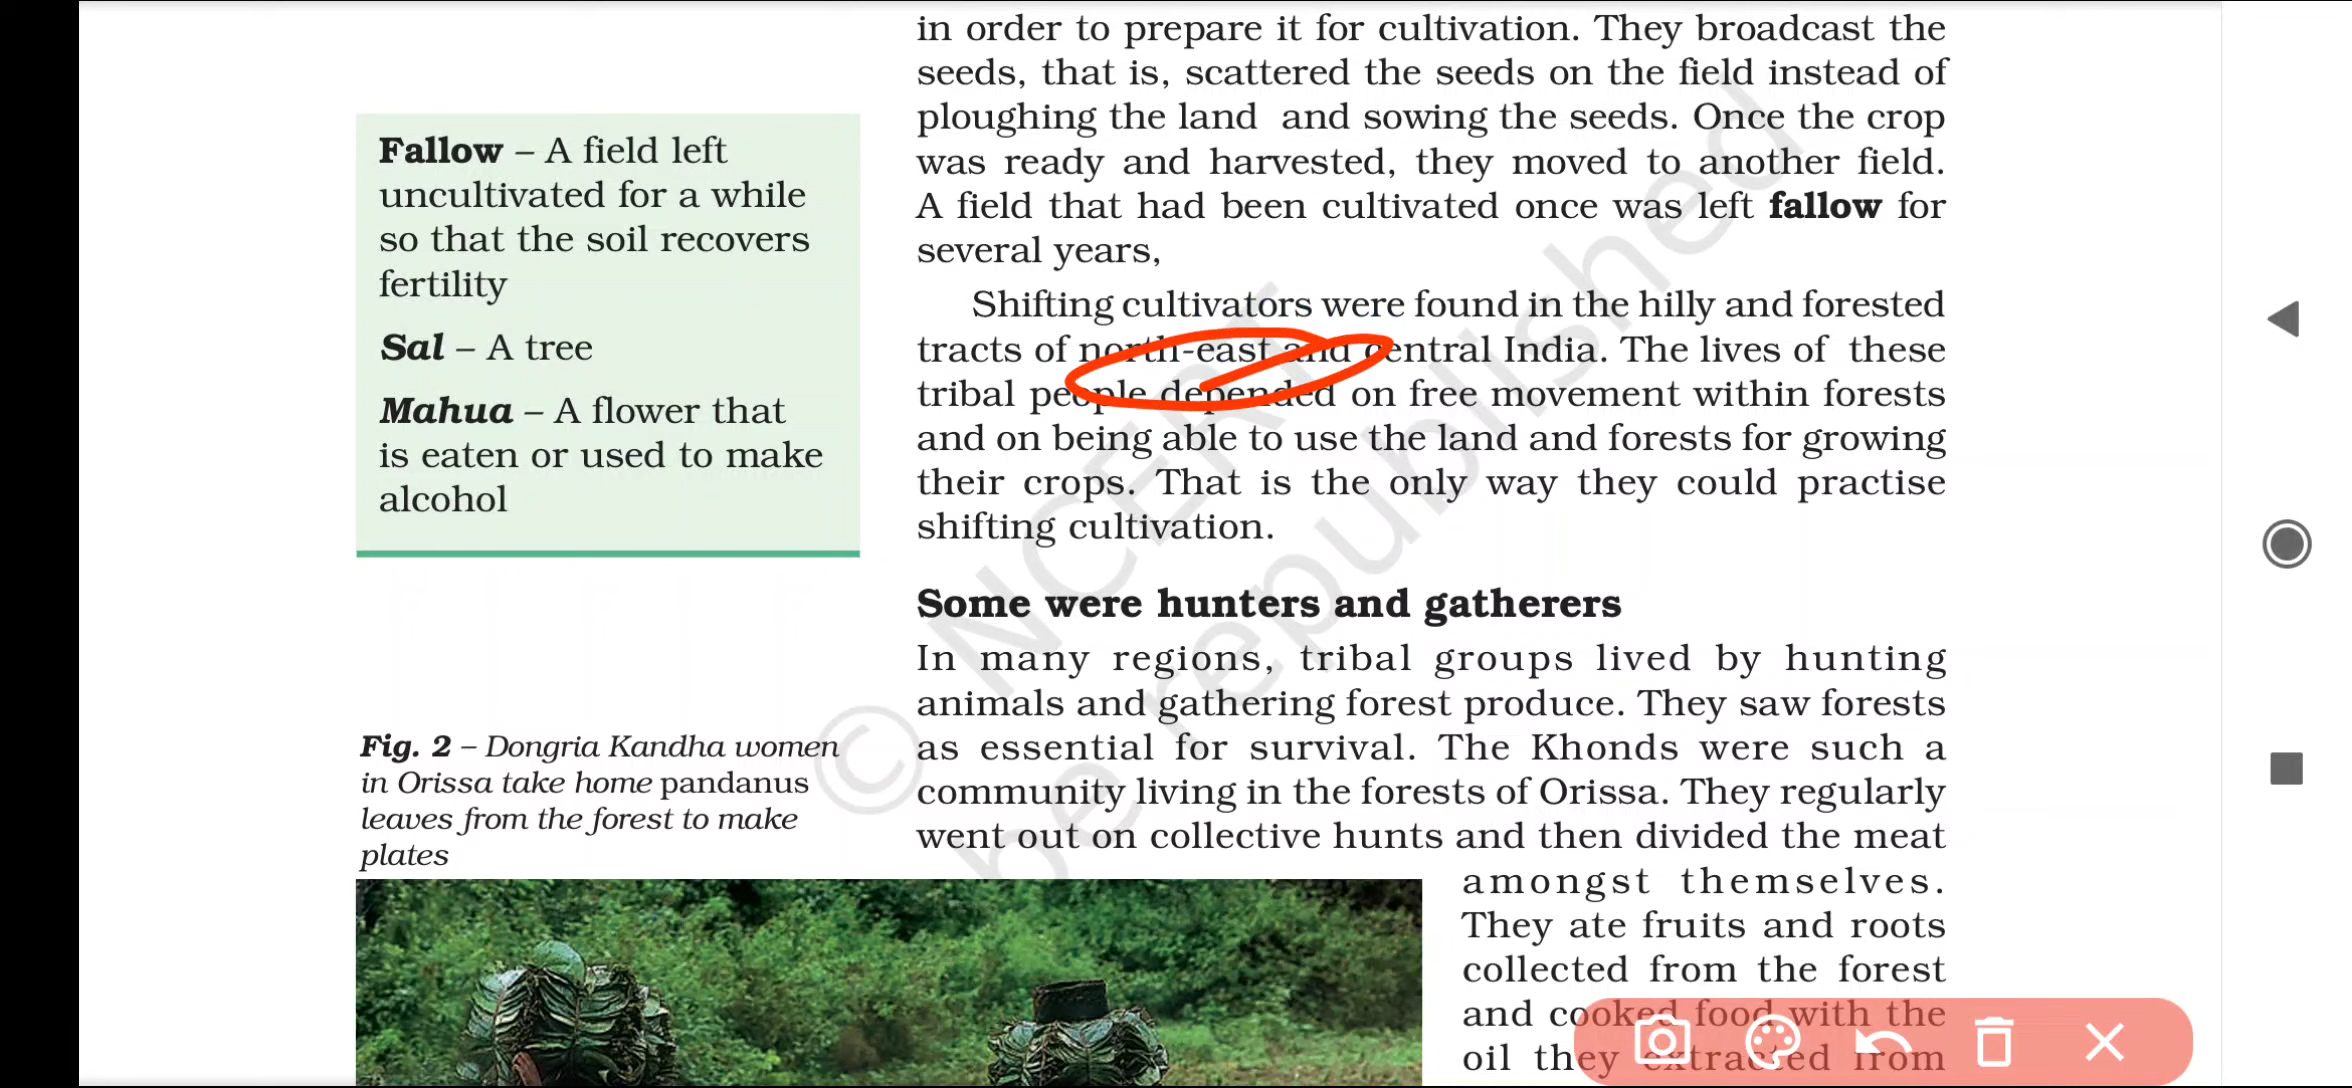 in order to prepare it for cultivation. They broadcast the
seeds, that is, scattered the seeds on the field instead of
ploughing the land and sowing the seeds. Once the crop
was ready and harvested, they moved to another field.
A field that had been cultivated once was left fallow for
several years,
Shifting cultivators were found in the hilly and forested
tracts of north-east and central India. The lives of these
tribal people depended on free movement within forests
and on being able to use the land and forests for growing
their crops. That is the only way they could practise
shifting cultivation.
Some were hunters and gatherers
In many regions, tribal groups lived by hunting
animals and gathering forest produce. They saw forests
as essential for survival. The Khonds were such a
community living in the forests of Orissa. They regularly
went out on collective hunts and then divided the meat
amongst themselves.
They ate fruits and roots
collected from the forest
and cooked food with the
oil they extracted from
Fallow – A field left
uncultivated for a while
so that the soil recovers
fertility
Sal – A tree
Mahua – A flower that
is eaten or used to make
alcohol
Fig. 2 – Dongria Kandha women
in Orissa take home pandanus
leaves from the forest to make
plates
© NCERT
be republished